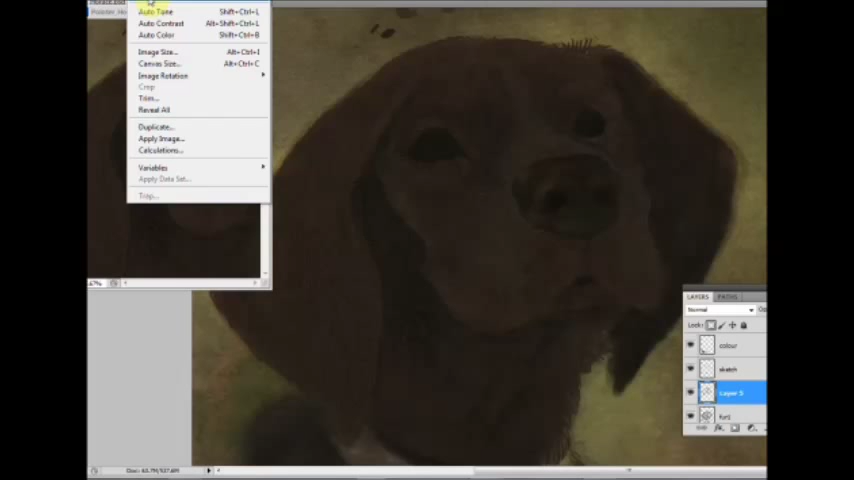 Auto Tone Shift+Ctrl+L
Auto Contrast Alt+Shift+Ctrl+L
Auto Color Shift+Ctrl+B
Image Size... Alt+Ctrl+I
Canvas Size... Alt+Ctrl+C
Image Rotation
Crop
Trim...
Reveal All
Duplicate...
Apply Image...
Calculations...
Variables
Apply Data Set...
Trap...
LAYERS PATHS
Normal
Lock:
colour
sketch
Layer 5